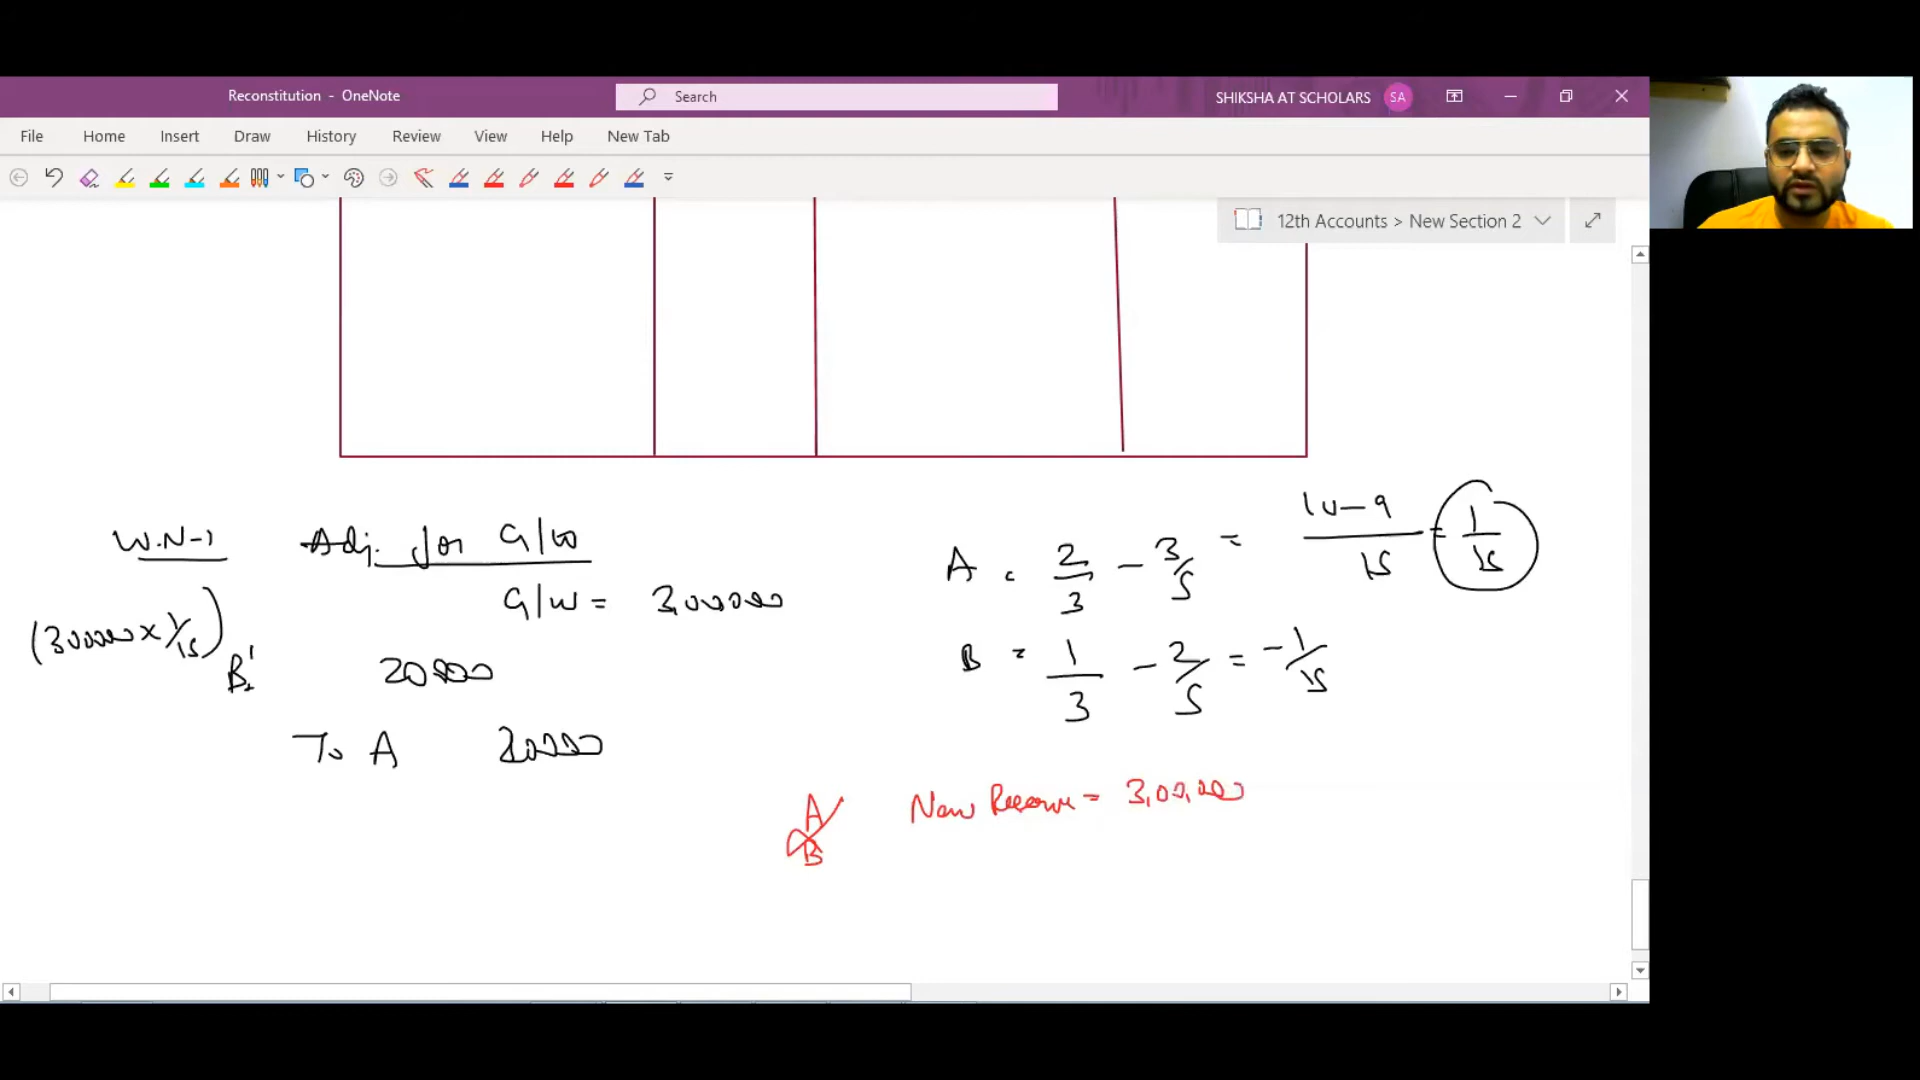 Reconstitution - OneNote
Search
SHIKSHA AT SCHOLARS SA
File Home Insert Draw History Review View Help New Tab
12th Accounts > New Section 2
W.N-1 Adj. for G/W
G/W = 3,00000
(300000 × 1/15)
B
20000
To A 20000
A = 2/3 - 3/5 = 10-9/15 = 1/15
B = 1/3 - 2/5 = -1/15
A
B
New Reserve = 3,00,000